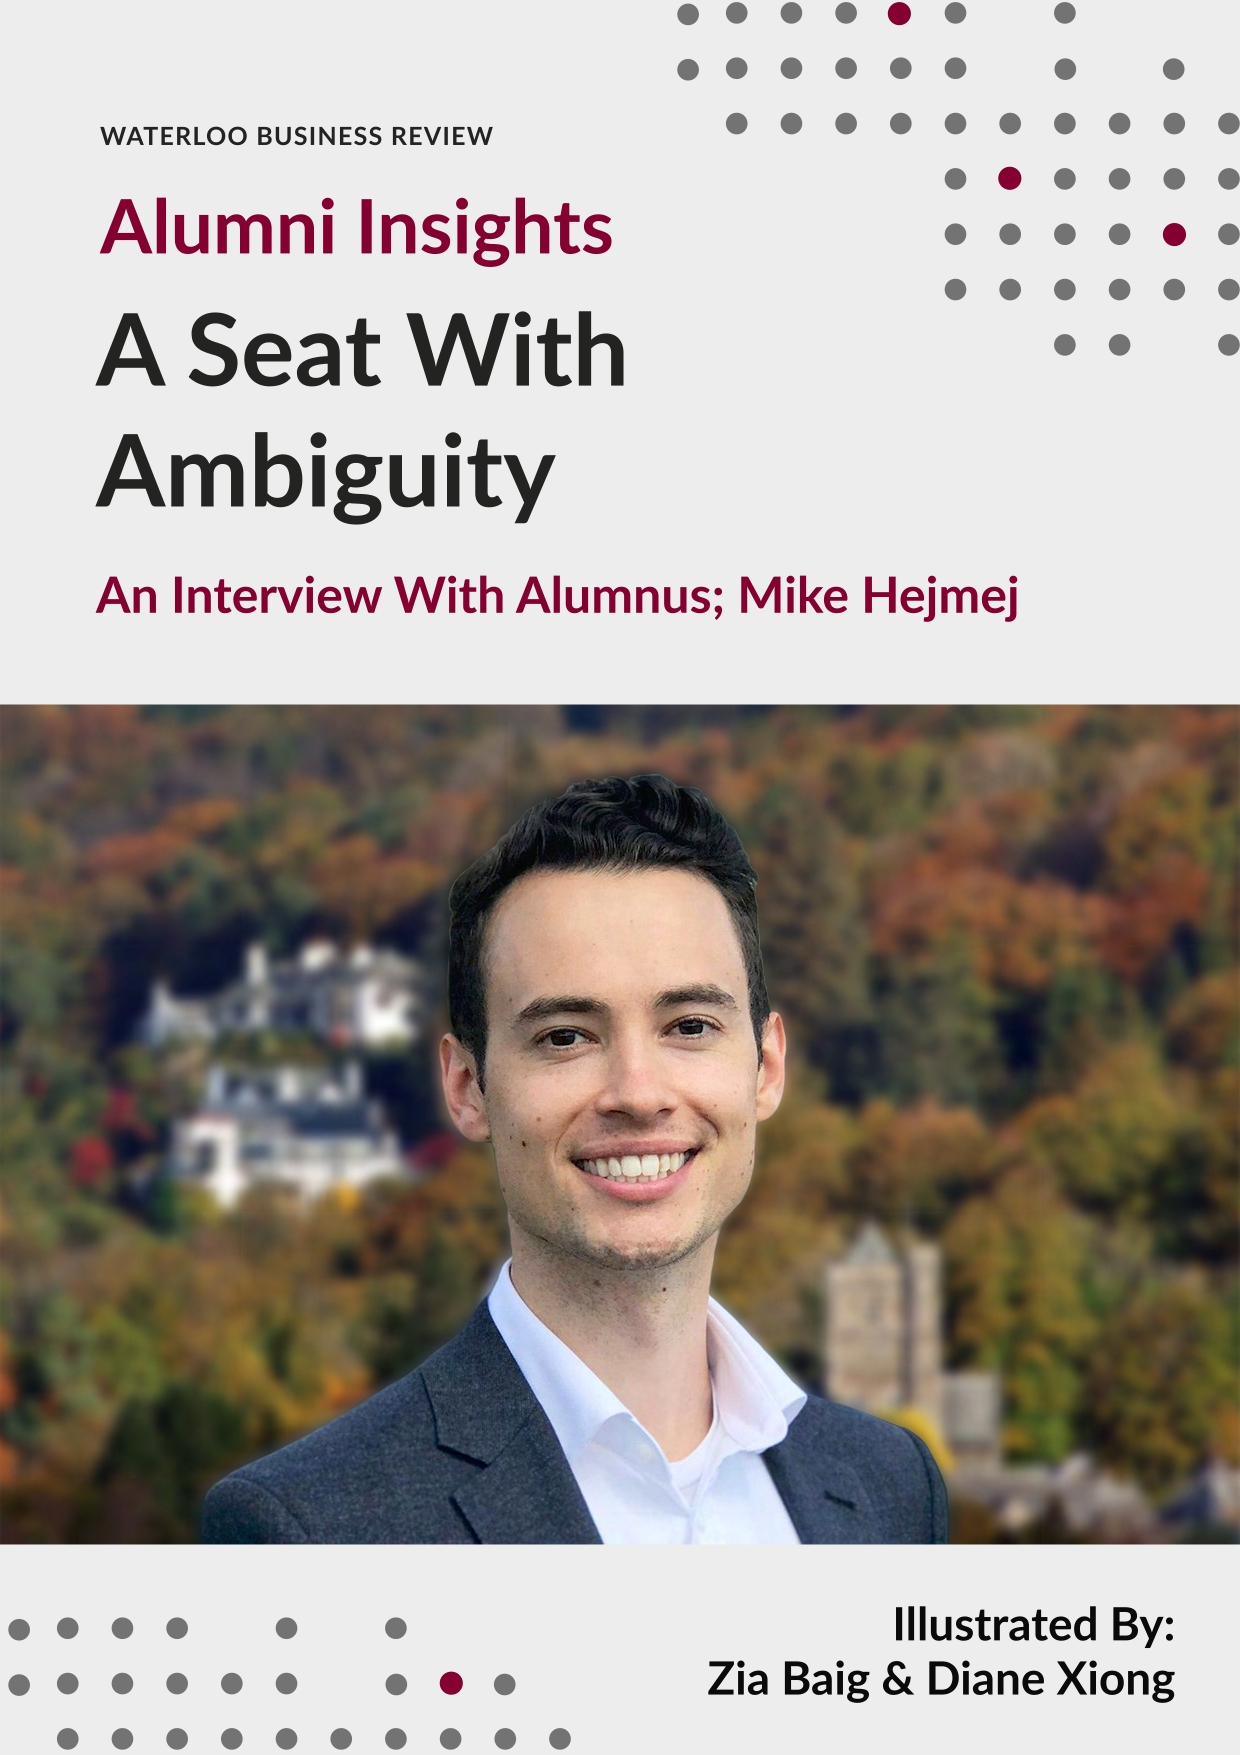 WATERLOO BUSINESS REVIEW
Alumni Insights
A Seat With
Ambiguity
An Interview With Alumnus; Mike Hejmej
Illustrated By:
Zia Baig & Diane Xiong